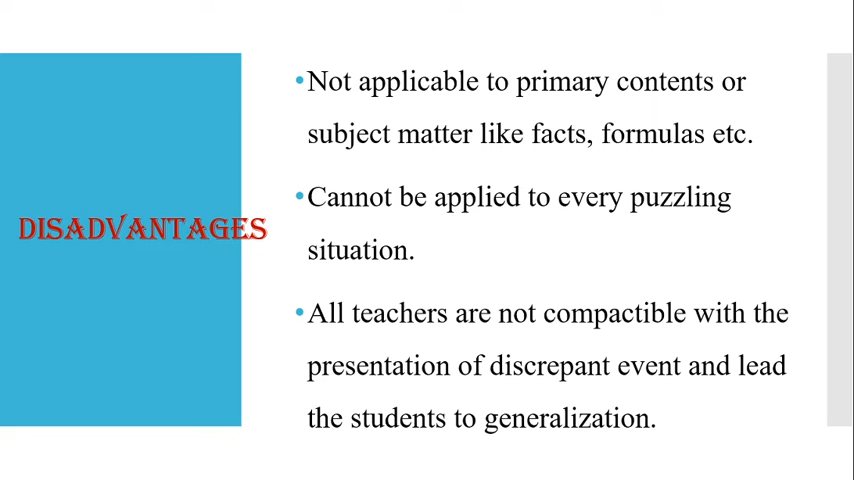 DISADVANTAGES
•Not applicable to primary contents or
subject matter like facts, formulas etc.
•Cannot be applied to every puzzling
situation.
•All teachers are not compactible with the
presentation of discrepant event and lead
the students to generalization.